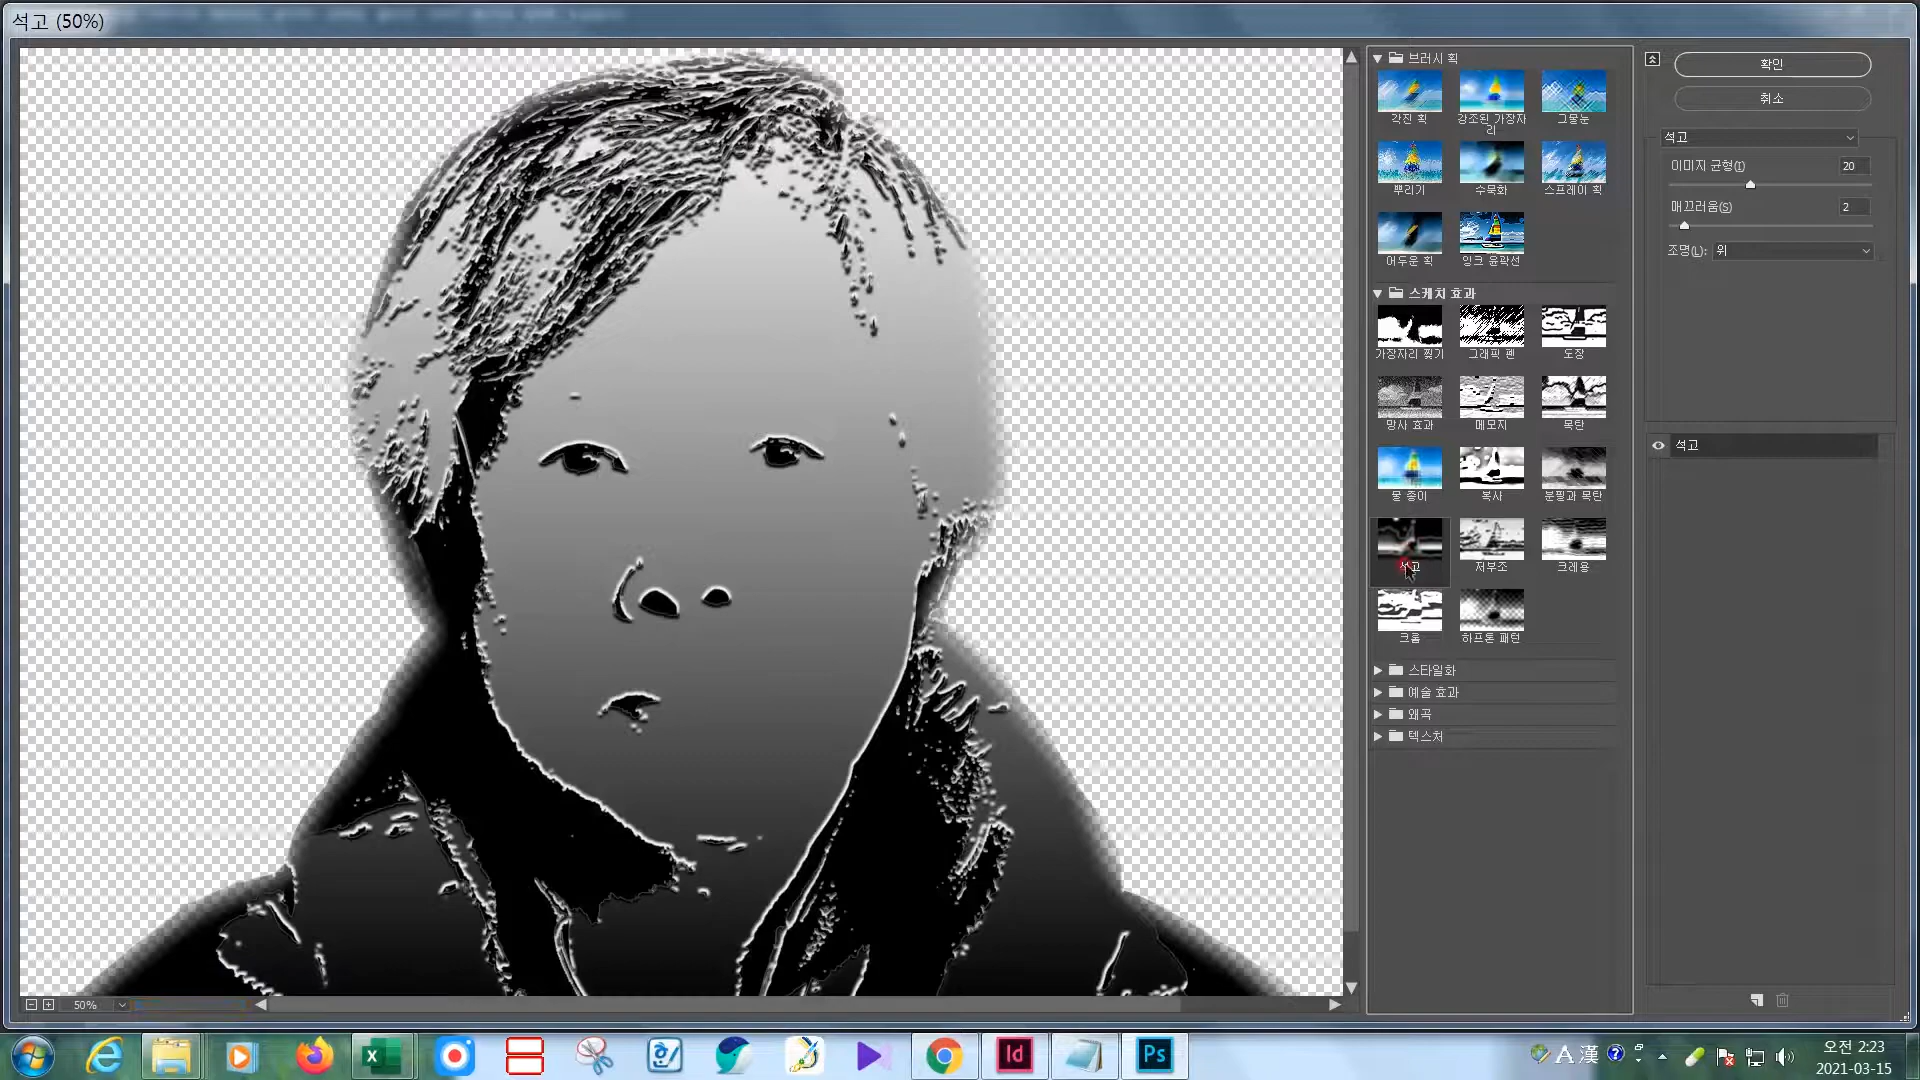 석고 (50%)
브러시 획
각진 획
강조된 가장자리
그물눈
뿌리기
수묵화
스프레이 획
어두운 획
잉크 윤곽선
스케치 효과
가장자리 찢기
그래픽 펜
도장
망사 효과
메모지
목탄
물 종이
복사
분필과 목탄
석고
저부조
크레용
크롬
하프톤 패턴
스타일화
예술 효과
왜곡
텍스처
확인
취소
석고
이미지 균형(I)
20
매끄러움(S)
2
조명(L): 위
석고
50%
Id
Ps
A 漢
오전 2:23
2021-03-15